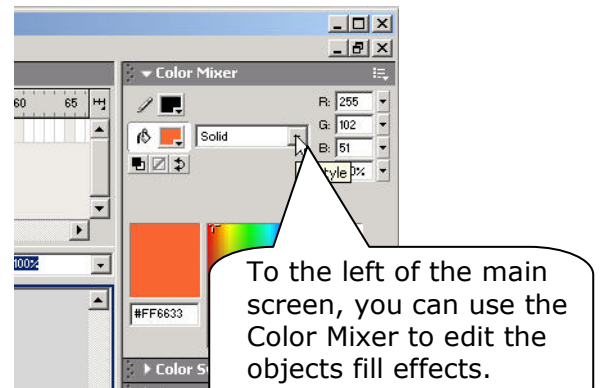 Color Mixer
60 65
R: 255
Solid
G: 102
B: 51
100%
#FF6633
To the left of the main
screen, you can use the
Color Mixer to edit the
objects fill effects.